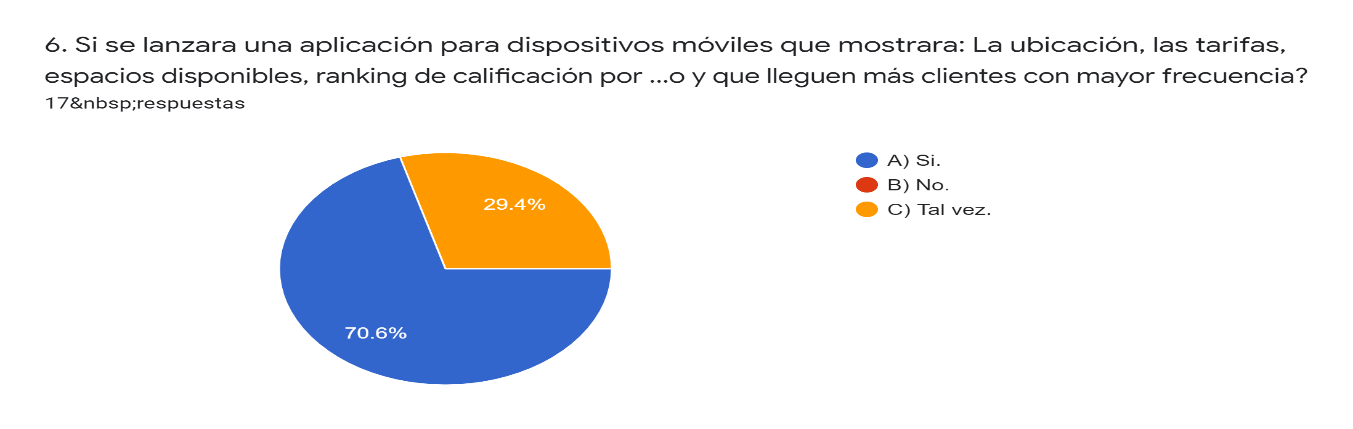 6. Si se lanzara una aplicación para dispositivos móviles que mostrara: La ubicación, las tarifas,
espacios disponibles, ranking de calificación por ...o y que lleguen más clientes con mayor frecuencia?
17&nbsp;respuestas
A) Si.
B) No.
C) Tal vez.
29.4%
70.6%